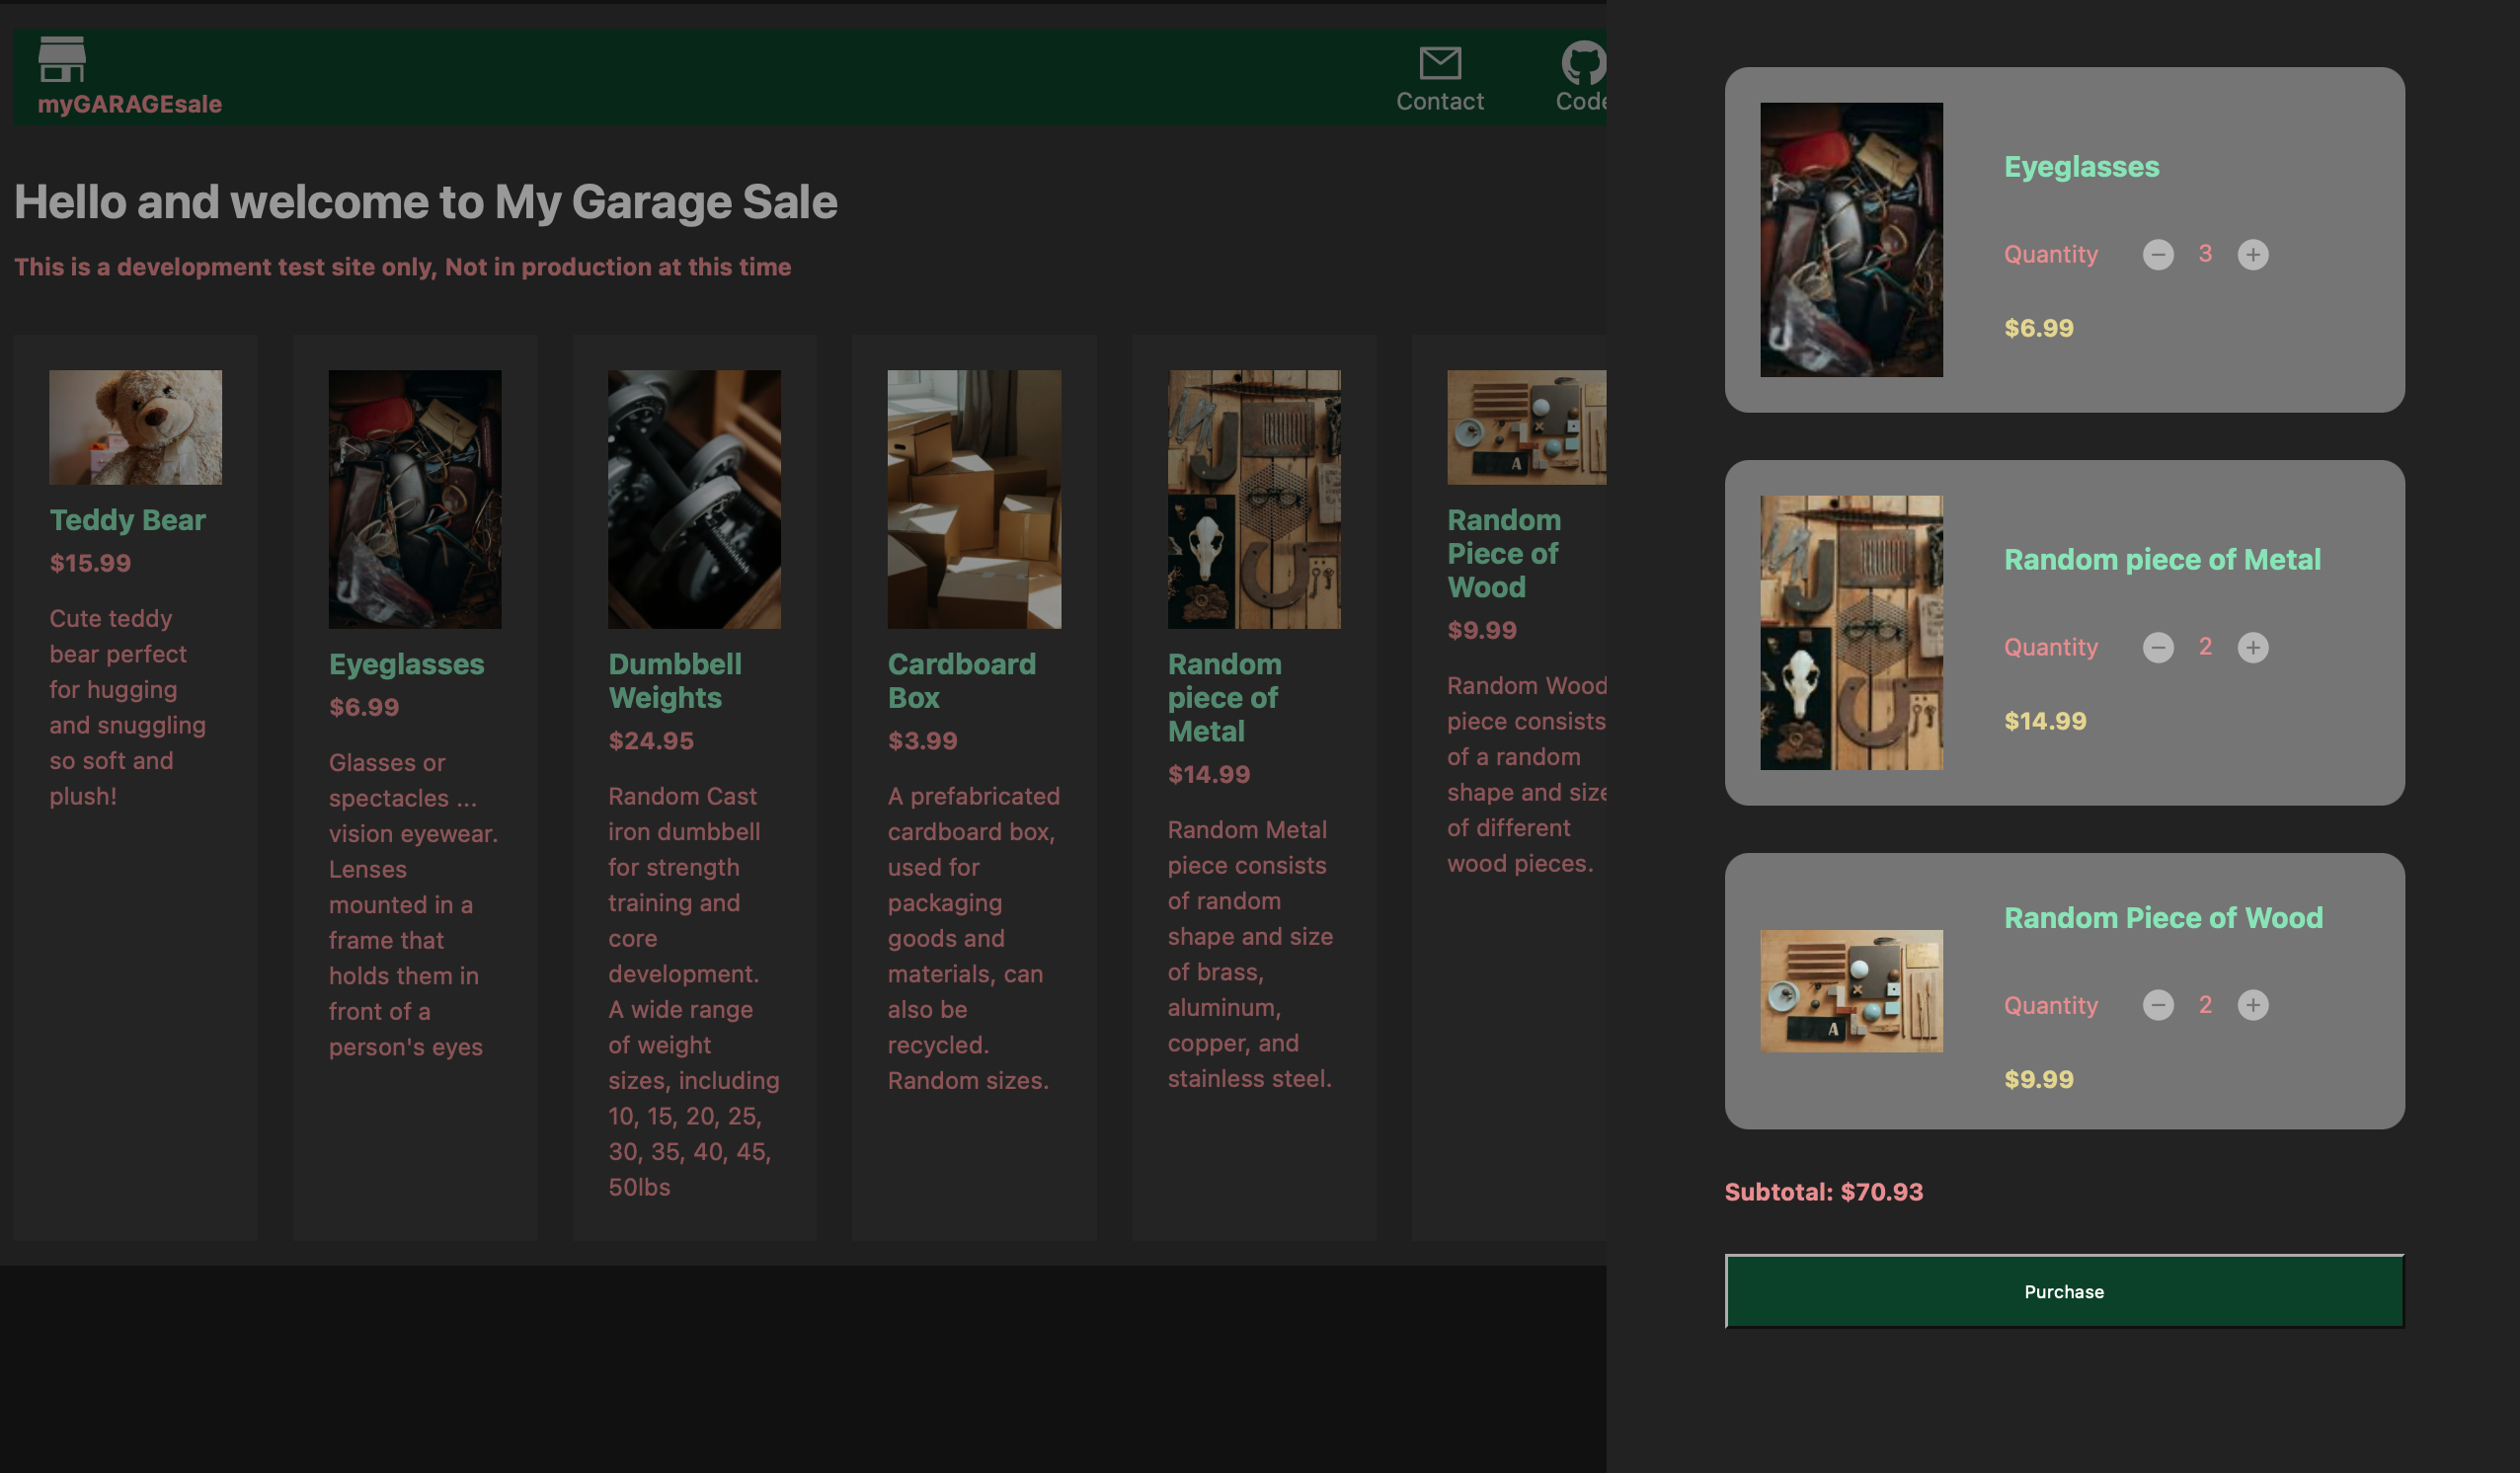 myGARAGEsale
Contact
Code
Hello and welcome to My Garage Sale
This is a development test site only, Not in production at this time
Teddy Bear
$15.99
Cute teddy
bear perfect
for hugging
and snuggling
so soft and
plush!
Eyeglasses
$6.99
Glasses or
spectacles ...
vision eyewear.
Lenses
mounted in a
frame that
holds them in
front of a
person's eyes
Dumbbell
Weights
$24.95
Random Cast
iron dumbbell
for strength
training and
core
development.
A wide range
of weight
sizes, including
10, 15, 20, 25,
30, 35, 40, 45,
50lbs
Cardboard
Box
$3.99
A prefabricated
cardboard box,
used for
packaging
goods and
materials, can
also be
recycled.
Random sizes.
Random
piece of
Metal
$14.99
Random Metal
piece consists
of random
shape and size
of brass,
aluminum,
copper, and
stainless steel.
A
Random
Piece of
Wood
$9.99
Random Wood
piece consists
of a random
shape and size
of different
wood pieces.
Eyeglasses
Quantity 3
$6.99
Random piece of Metal
Quantity 2
$14.99
A
Random Piece of Wood
Quantity 2
$9.99
Subtotal: $70.93
Purchase